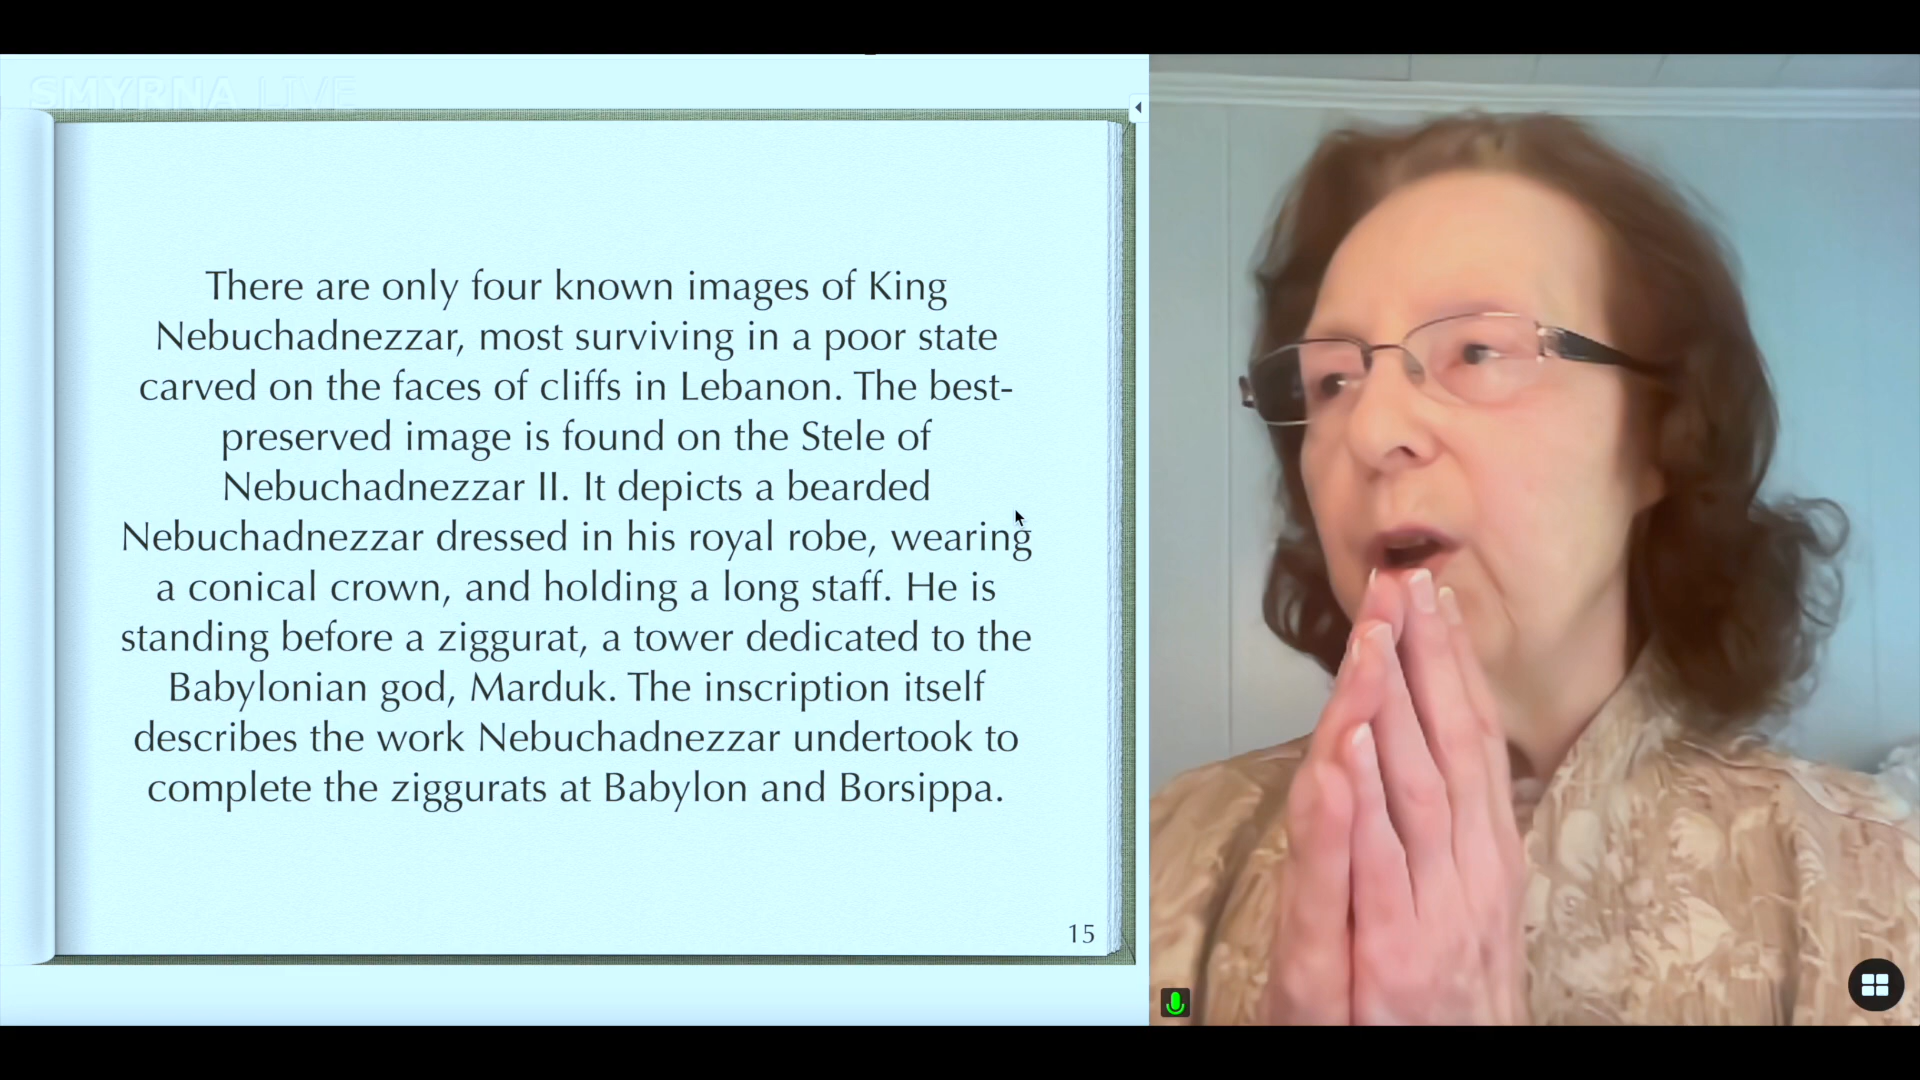 SMYRNA LIVE
There are only four known images of King
Nebuchadnezzar, most surviving in a poor state
carved on the faces of cliffs in Lebanon. The best-
preserved image is found on the Stele of
Nebuchadnezzar II. It depicts a bearded
Nebuchadnezzar dressed in his royal robe, wearing
a conical crown, and holding a long staff. He is
standing before a ziggurat, a tower dedicated to the
Babylonian god, Marduk. The inscription itself
describes the work Nebuchadnezzar undertook to
complete the ziggurats at Babylon and Borsippa.
15